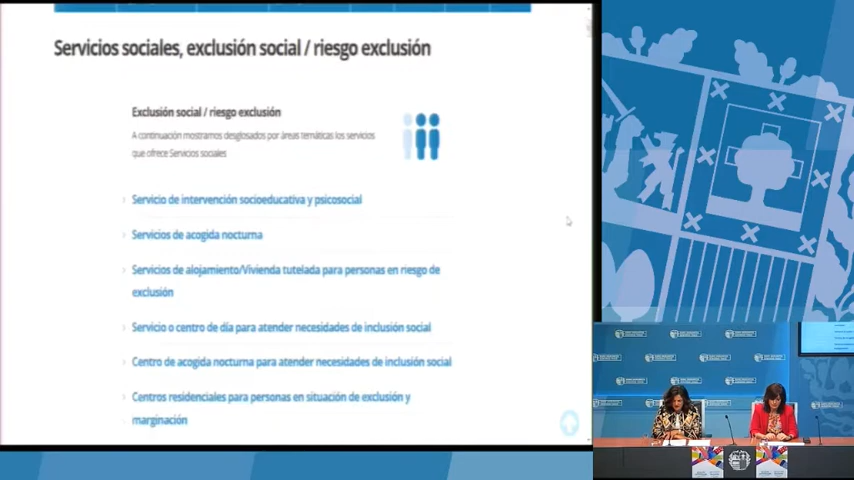 Servicios sociales, exclusión social / riesgo exclusión
Exclusión social / riesgo exclusión
A continuación mostramos desglosados por áreas temáticas los servicios
que ofrece Servicios sociales
Servicio de intervención socioeducativa y psicosocial
Servicios de acogida nocturna
Servicios de alojamiento/Vivienda tutelada para personas en riesgo de
exclusión
Servicio o centro de día para atender necesidades de inclusión social
Centro de acogida nocturna para atender necesidades de inclusión social
Centros residenciales para personas en situación de exclusión y
marginación